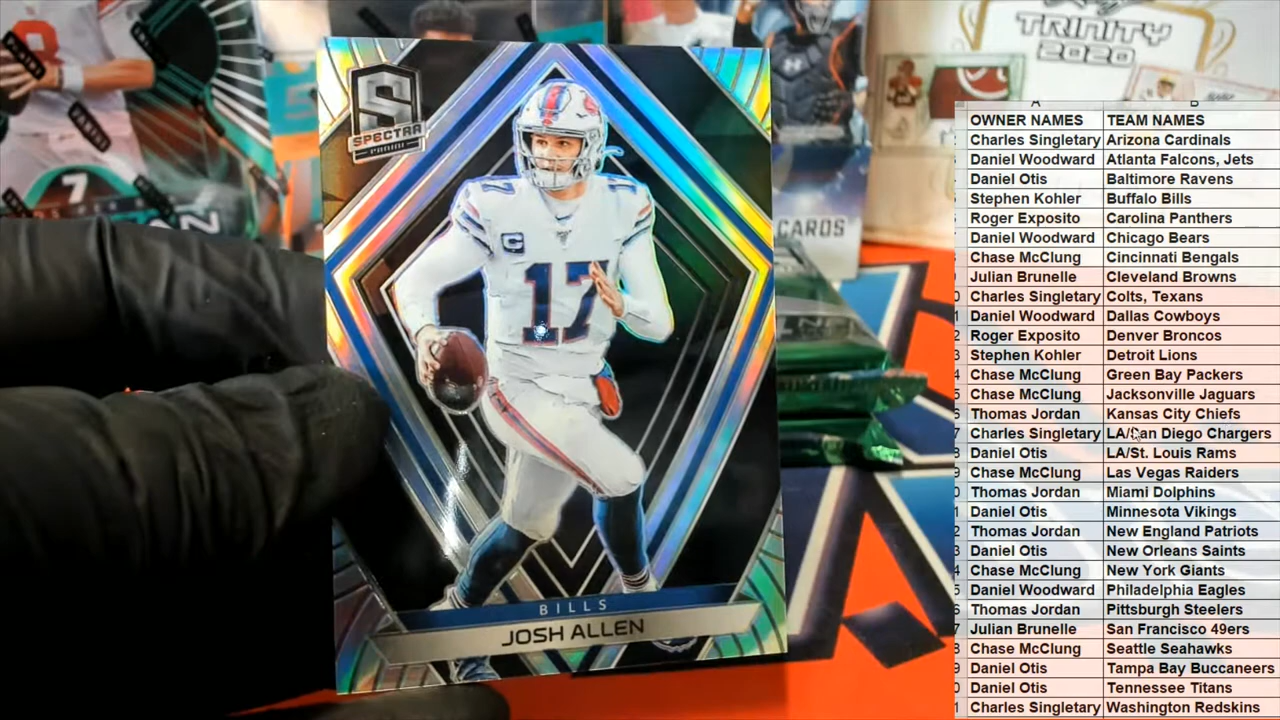 TRINITY
2020
CARDS
7
S
SPECTRA
PANINI
17
17
C
17
BILLS
JOSH ALLEN
A B
OWNER NAMES TEAM NAMES
Charles Singletary Arizona Cardinals
Daniel Woodward Atlanta Falcons, Jets
Daniel Otis Baltimore Ravens
Stephen Kohler Buffalo Bills
Roger Exposito Carolina Panthers
Daniel Woodward Chicago Bears
Chase McClung Cincinnati Bengals
Julian Brunelle Cleveland Browns
Charles Singletary Colts, Texans
Daniel Woodward Dallas Cowboys
Roger Exposito Denver Broncos
Stephen Kohler Detroit Lions
Chase McClung Green Bay Packers
Chase McClung Jacksonville Jaguars
Thomas Jordan Kansas City Chiefs
Charles Singletary LA/San Diego Chargers
Daniel Otis LA/St. Louis Rams
Chase McClung Las Vegas Raiders
Thomas Jordan Miami Dolphins
Daniel Otis Minnesota Vikings
Thomas Jordan New England Patriots
Daniel Otis New Orleans Saints
Chase McClung New York Giants
Daniel Woodward Philadelphia Eagles
Thomas Jordan Pittsburgh Steelers
Julian Brunelle San Francisco 49ers
Chase McClung Seattle Seahawks
Daniel Otis Tampa Bay Buccaneers
Daniel Otis Tennessee Titans
Charles Singletary Washington Redskins